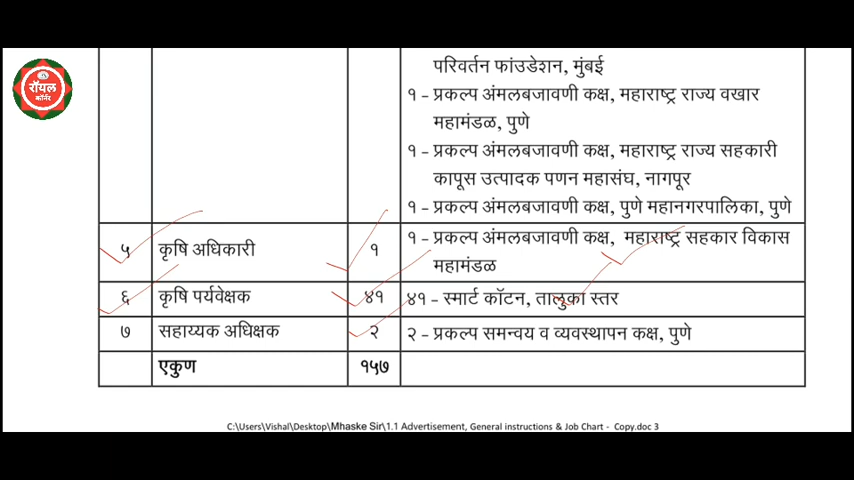 रॉयल
कॉर्नर
परिवर्तन फांउडेशन, मुंबई
१ - प्रकल्प अंमलबजावणी कक्ष, महाराष्ट्र राज्य वखार
महामंडळ, पुणे
१ - प्रकल्प अंमलबजावणी कक्ष, महाराष्ट्र राज्य सहकारी
कापूस उत्पादक पणन महासंघ, नागपूर
१ - प्रकल्प अंमलबजावणी कक्ष, पुणे महानगरपालिका, पुणे
५ कृषि अधिकारी १ १ - प्रकल्प अंमलबजावणी कक्ष, महाराष्ट्र सहकार विकास
महामंडळ
६ कृषि पर्यवेक्षक ४१ ४१ - स्मार्ट कॉटन, तालुका स्तर
७ सहाय्यक अधिक्षक २ २ - प्रकल्प समन्वय व व्यवस्थापन कक्ष, पुणे
एकुण १५७
C:\Users\Vishal\Desktop\Mhaske Sir\1.1 Advertisement, General instructions & Job Chart - Copy.doc 3